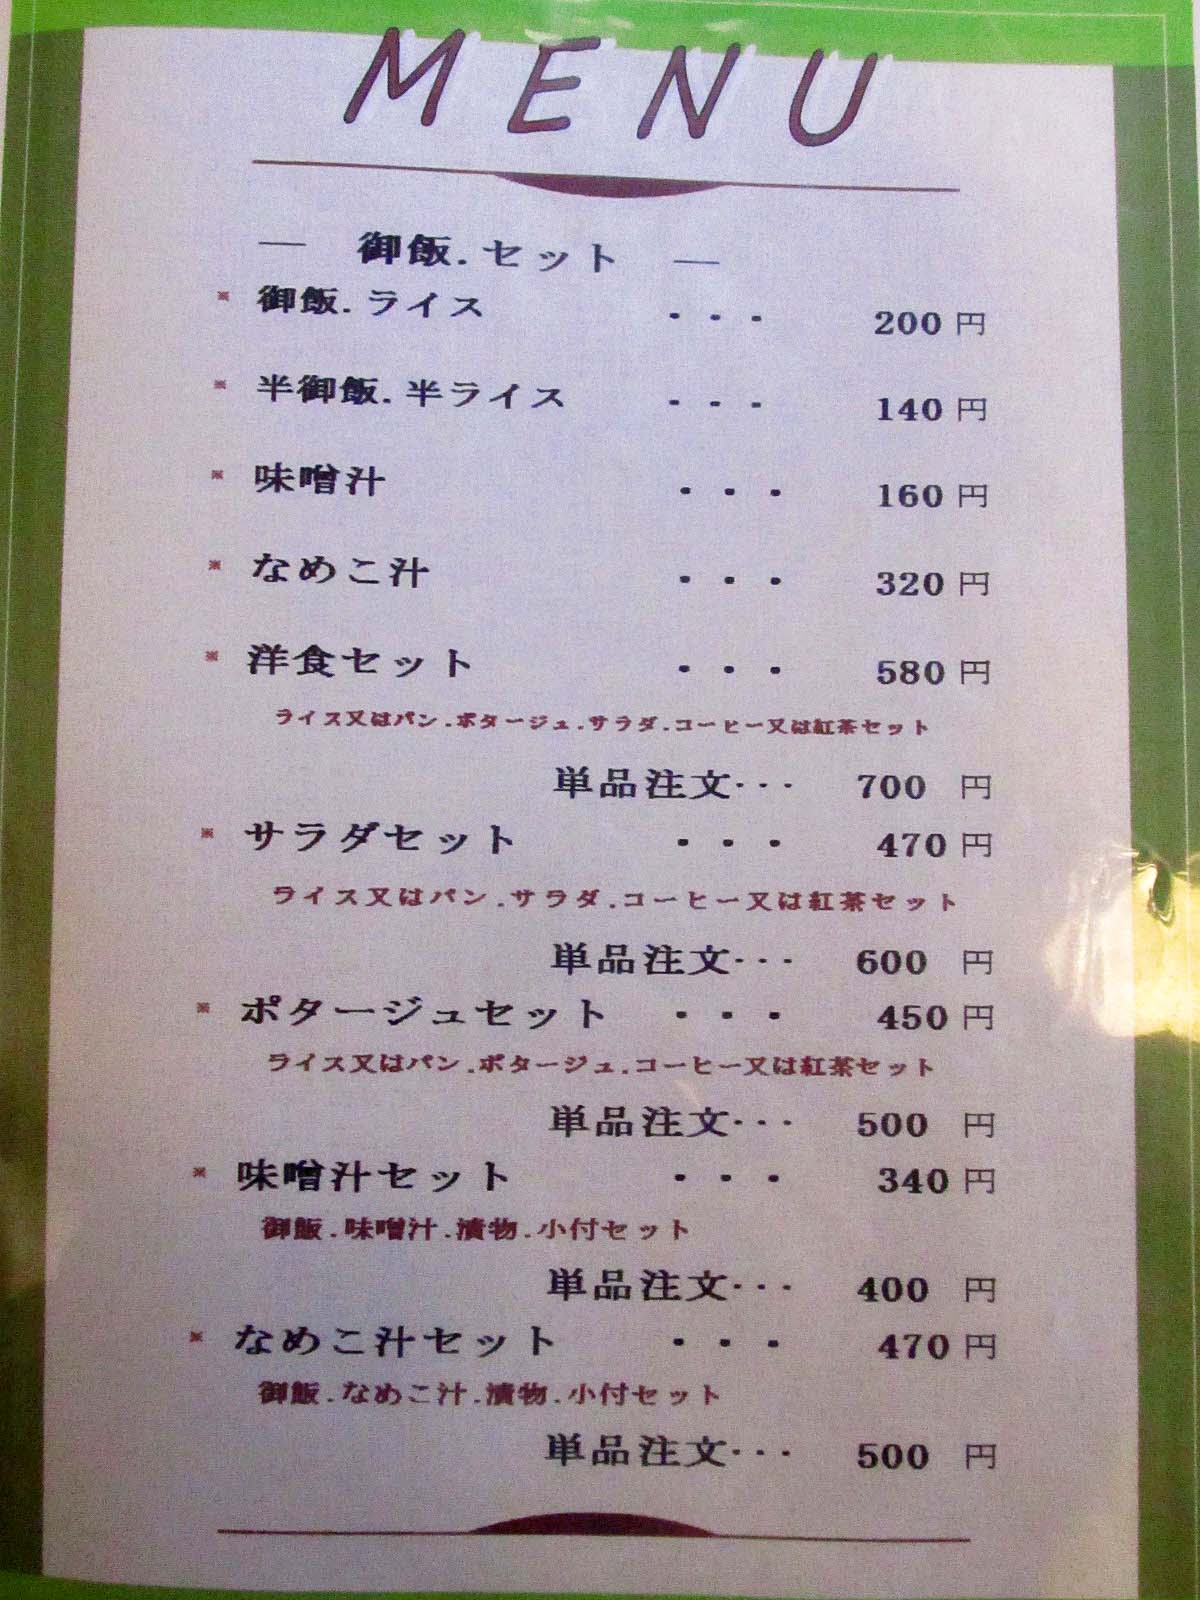 MENU
— 御飯.セット —
※ 御飯.ライス ・・・ 200 円
※ 半御飯.半ライス ・・・ 140 円
※ 味噌汁 ・・・ 160 円
※ なめこ汁 ・・・ 320 円
※ 洋食セット ・・・ 580 円
ライス又はパン.ポタージュ.サラダ.コーヒー又は紅茶セット
単品注文・・・ 700 円
※ サラダセット ・・・ 470 円
ライス又はパン.サラダ.コーヒー又は紅茶セット
単品注文・・・ 600 円
※ ポタージュセット ・・・ 450 円
ライス又はパン.ポタージュ.コーヒー又は紅茶セット
単品注文・・・ 500 円
※ 味噌汁セット ・・・ 340 円
御飯.味噌汁.漬物.小付セット
単品注文・・・ 400 円
※ なめこ汁セット ・・・ 470 円
御飯.なめこ汁.漬物.小付セット
単品注文・・・ 500 円